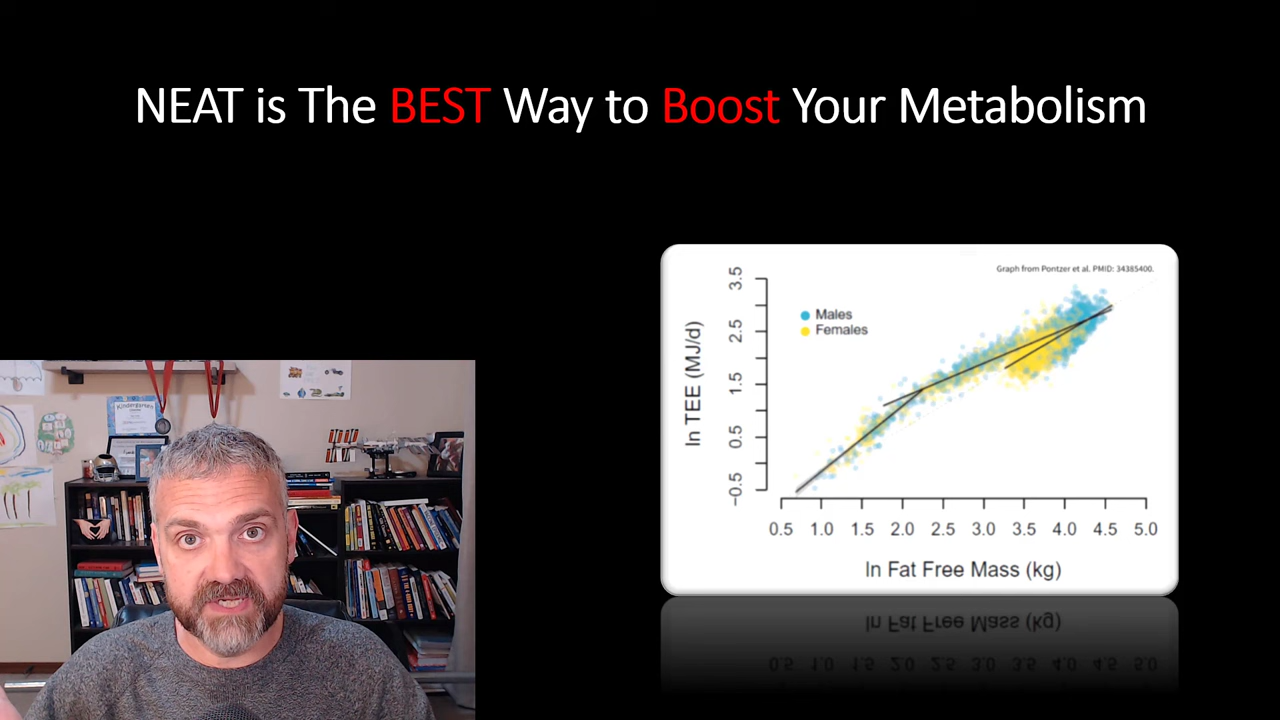 NEAT is The BEST Way to Boost Your Metabolism
Graph from Pontzer et al. PMID: 34385400.
Males
Females
ln TEE (MJ/d)
3.5
2.5
1.5
0.5
−0.5
0.5 1.0 1.5 2.0 2.5 3.0 3.5 4.0 4.5 5.0
ln Fat Free Mass (kg)
Kindergarten